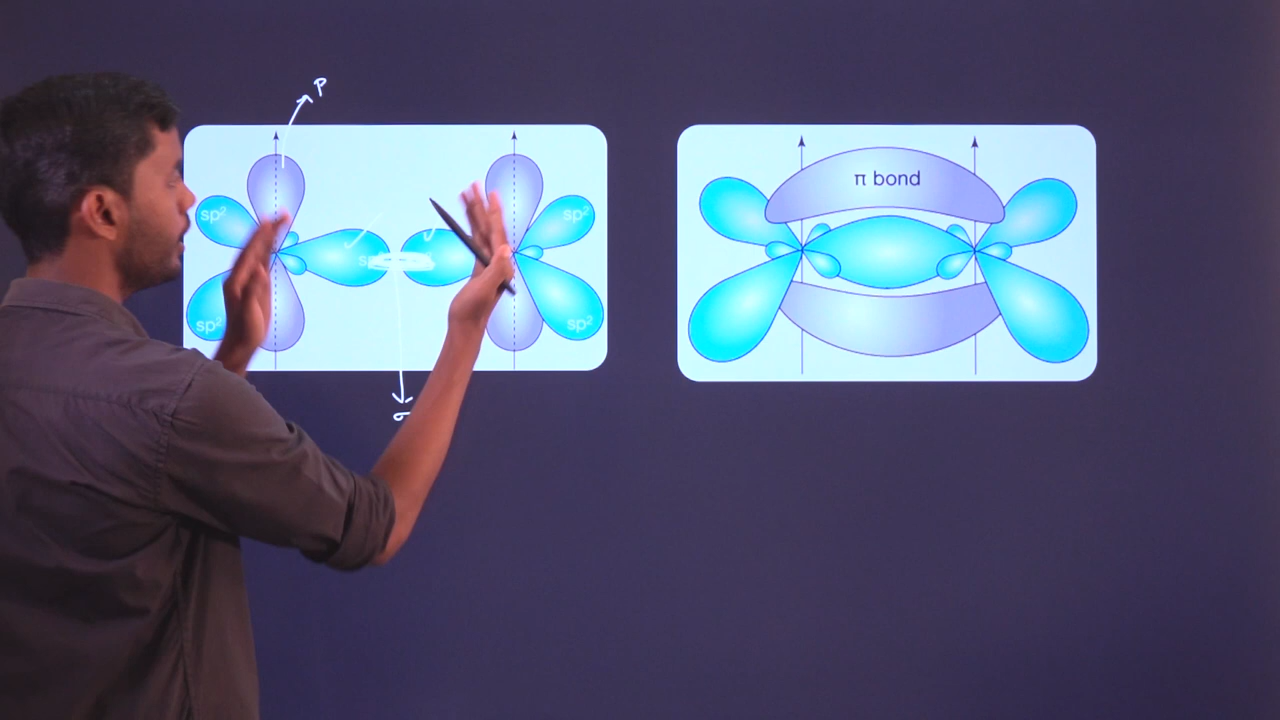 P
sp²
sp²
sp²
sp²
σ
π bond